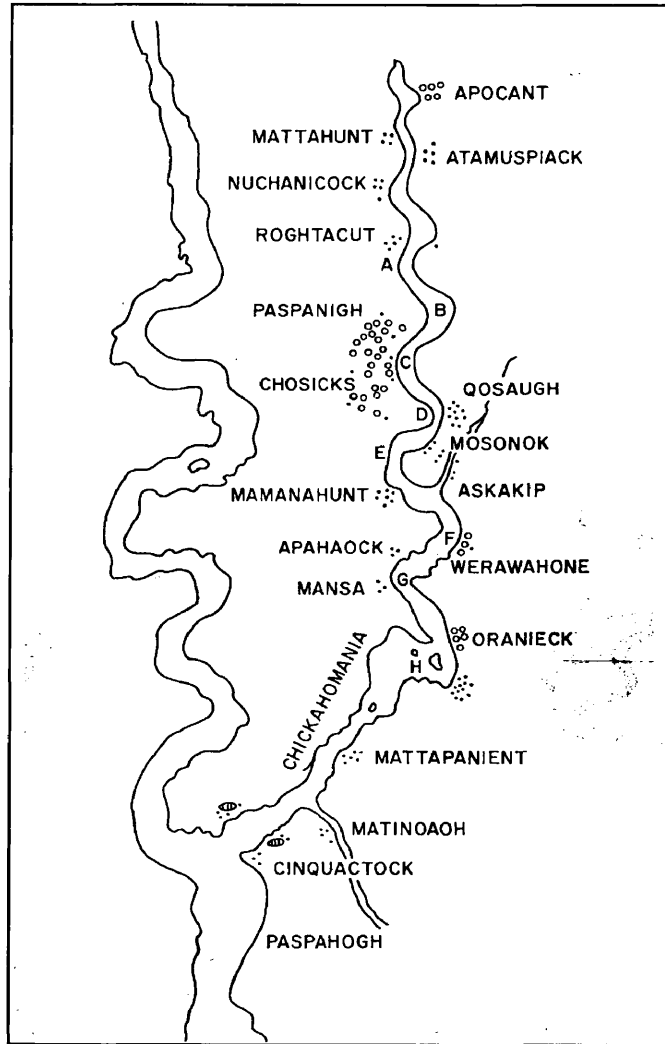 APOCANT
MATTAHUNT
ATAMUSPIACK
NUCHANICOCK
ROGHTACUT
A
B
PASPANIGH
C
CHOSICKS
QOSAUGH
D
MOSONOK
E
MAMANAHUNT
ASKAKIP
F
APAHAOCK
WERAWAHONE
G
MANSA
ORANIECK
H
CHICKAHOMANIA
MATTAPANIENT
MATINOAOH
CINQUACTOCK
PASPAHOGH